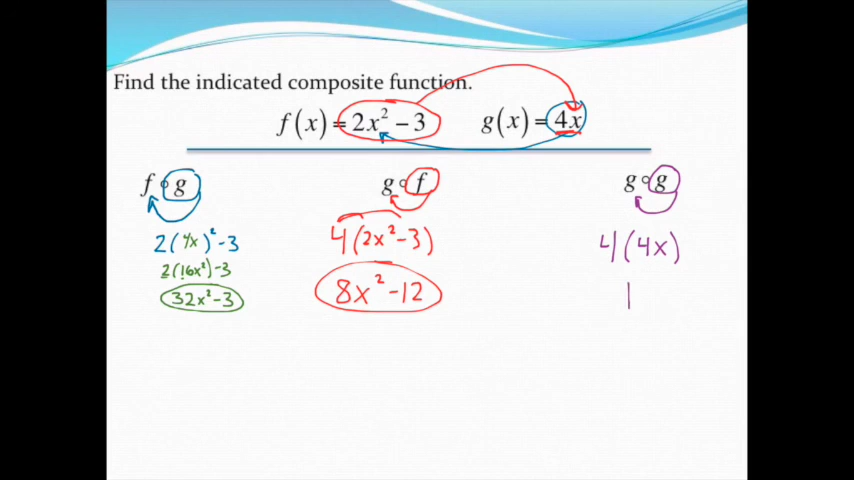 Find the indicated composite function.
f(x) = 2x² − 3 g(x) = 4x
f ∘ g g ∘ f g ∘ g
2(4x)² - 3 4(2x² - 3) 4(4x)
2(16x²) - 3
32x² - 3 8x² - 12 1